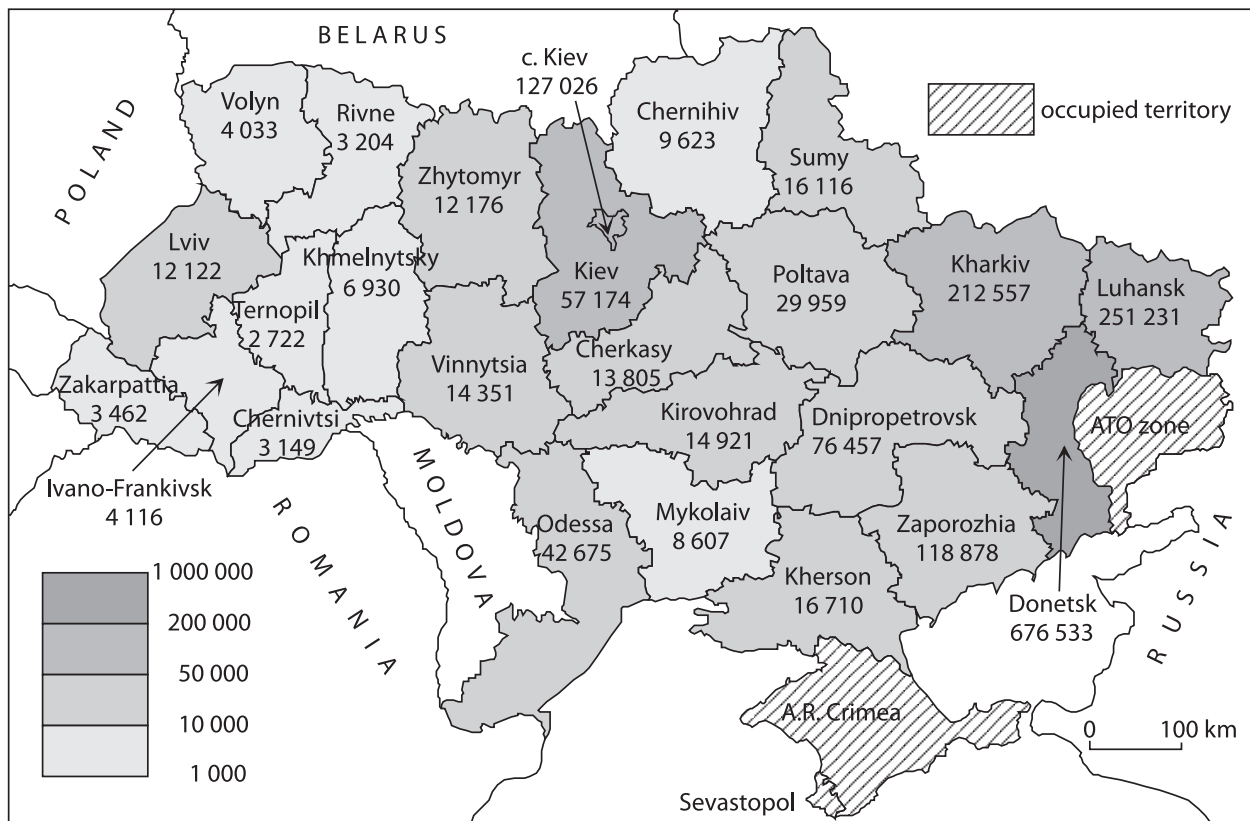 BELARUS
POLAND
c. Kiev
127 026
Volyn
4 033
Rivne
3 204
Chernihiv
9 623
occupied territory
Sumy
16 116
Zhytomyr
12 176
Lviv
12 122
Khmelnytsky
6 930
Kiev
57 174
Poltava
29 959
Kharkiv
212 557
Luhansk
251 231
Ternopil
2 722
Vinnytsia
14 351
Cherkasy
13 805
Zakarpattia
3 462
Chernivtsi
3 149
Kirovohrad
14 921
Dnipropetrovsk
76 457
ATO zone
Ivano-Frankivsk
4 116
ROMANIA
MOLDOVA
Odessa
42 675
Mykolaiv
8 607
Zaporozhia
118 878
Kherson
16 710
Donetsk
676 533
RUSSIA
1 000 000
200 000
50 000
10 000
1 000
A.R. Crimea
Sevastopol
0 100 km